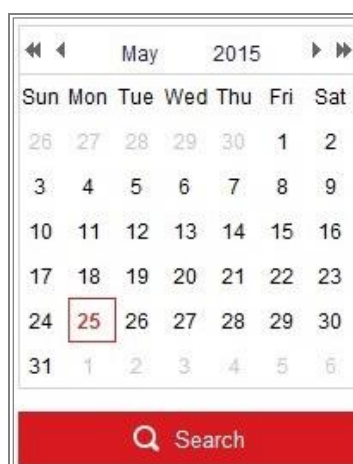 May 2015
Sun Mon Tue Wed Thu Fri Sat
26 27 28 29 30 1 2
3 4 5 6 7 8 9
10 11 12 13 14 15 16
17 18 19 20 21 22 23
24 25 26 27 28 29 30
31 1 2 3 4 5 6
Search